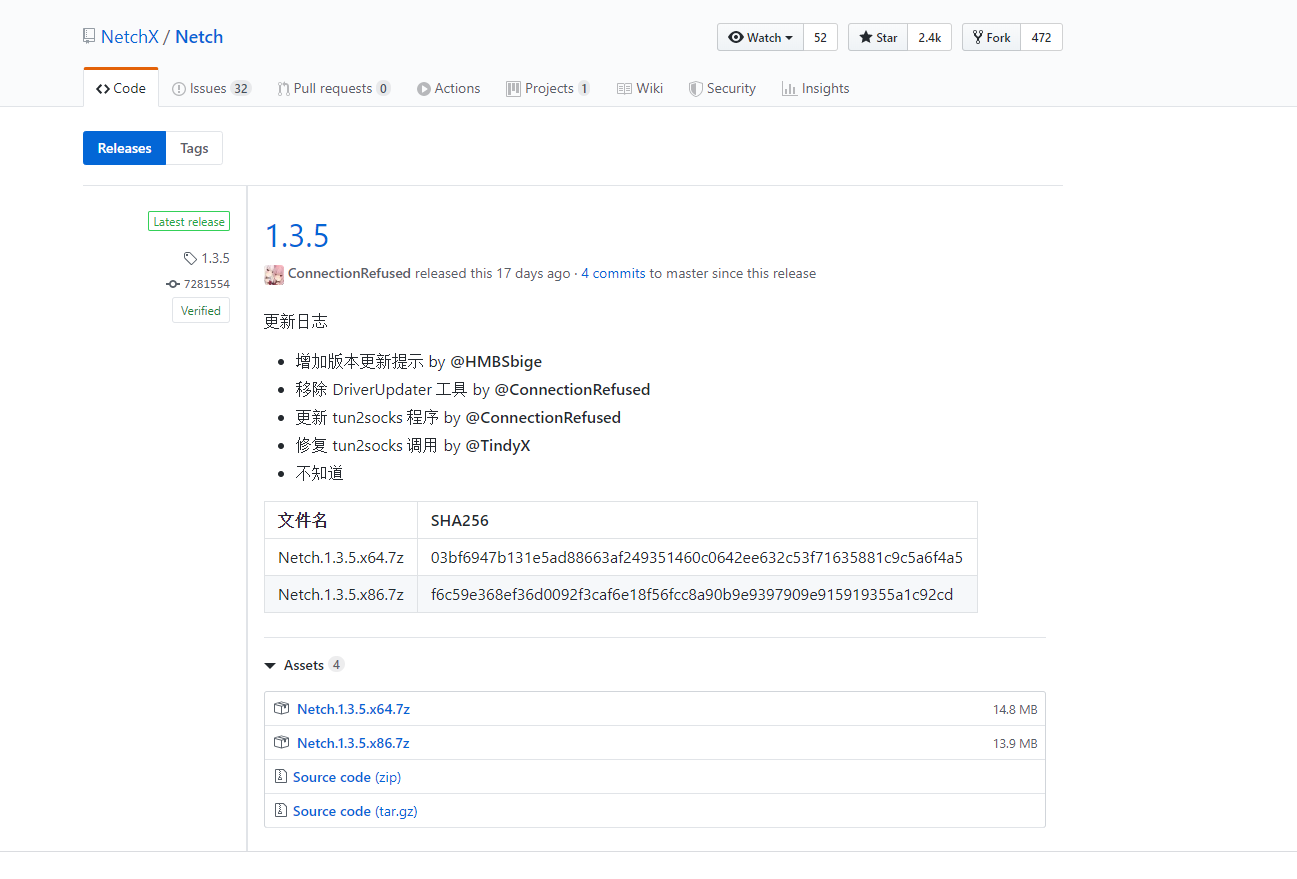 NetchX / Netch
Watch 52 Star 2.4k Fork 472
Code Issues 32 Pull requests 0 Actions Projects 1 Wiki Security Insights
Releases Tags
Latest release
1.3.5
7281554
Verified
1.3.5
ConnectionRefused released this 17 days ago · 4 commits to master since this release
更新日志
增加版本更新提示 by @HMBSbige
移除 DriverUpdater 工具 by @ConnectionRefused
更新 tun2socks 程序 by @ConnectionRefused
修复 tun2socks 调用 by @TindyX
不知道
文件名 SHA256
Netch.1.3.5.x64.7z 03bf6947b131e5ad88663af249351460c0642ee632c53f71635881c9c5a6f4a5
Netch.1.3.5.x86.7z f6c59e368ef36d0092f3caf6e18f56fcc8a90b9e9397909e915919355a1c92cd
Assets 4
Netch.1.3.5.x64.7z 14.8 MB
Netch.1.3.5.x86.7z 13.9 MB
Source code (zip)
Source code (tar.gz)